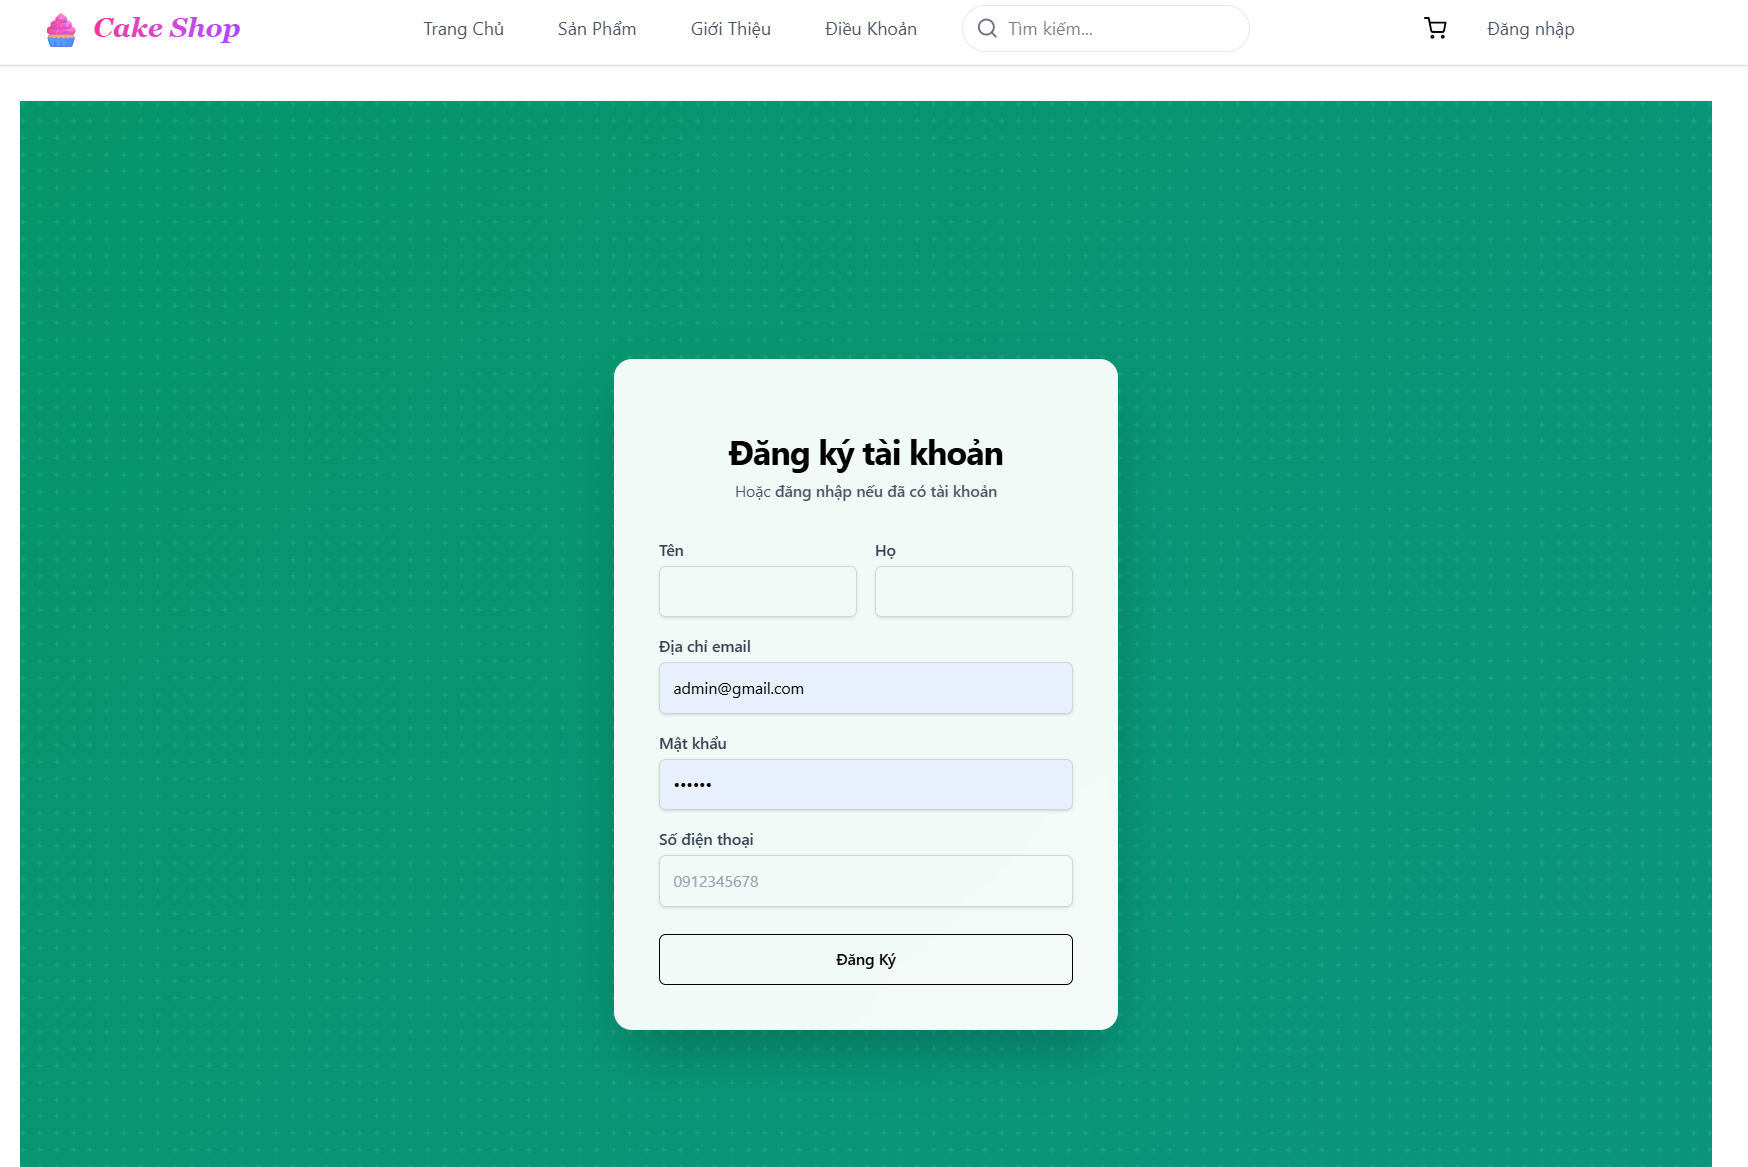 Cake Shop
Trang Chủ
Sản Phẩm
Giới Thiệu
Điều Khoản
Tìm kiếm...
Đăng nhập
Đăng ký tài khoản
Hoặc đăng nhập nếu đã có tài khoản
Tên
Họ
Địa chỉ email
admin@gmail.com
Mật khẩu
••••••
Số điện thoại
0912345678
Đăng Ký